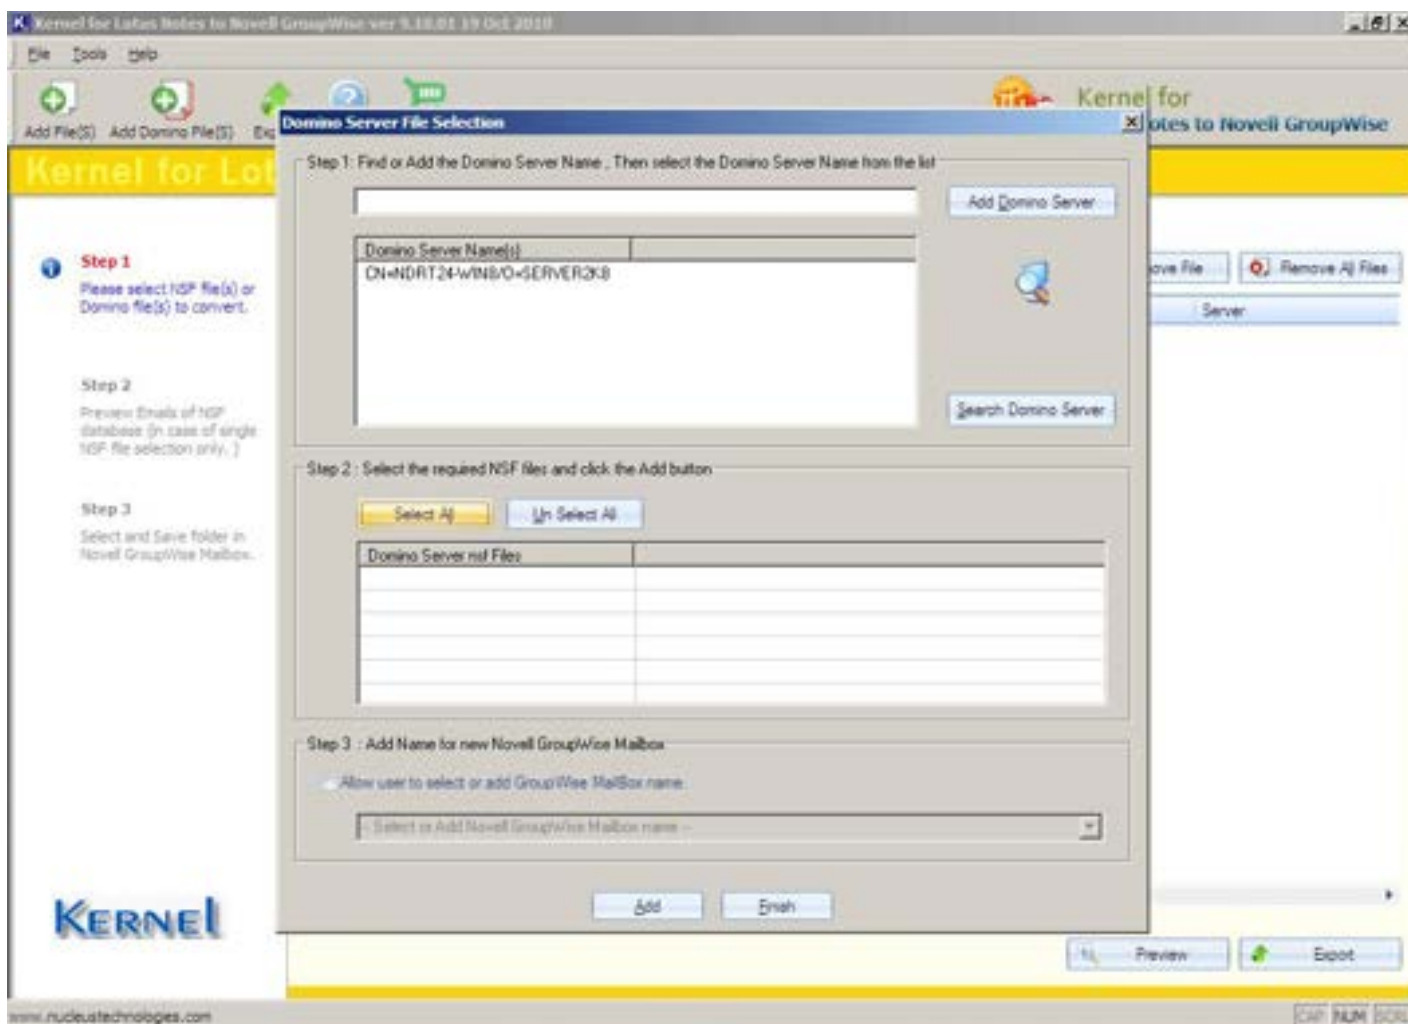 Kernel for Lotus Notes to Novell GroupWise ver 9.10.01 19 Oct 2010
File Tools Help
Add File(S) Add Domino File(S)
Kernel for
otes to Novell GroupWise
Kernel for Lot
Domino Server File Selection
Step 1: Find or Add the Domino Server Name , Then select the Domino Server Name from the list
Add Domino Server
Domino Server Name(s)
CN=NDRT24-WIN8/O=SERVER2K8
Search Domino Server
Step 1
Please select NSF file(s) or
Domino file(s) to convert.
Step 2
Preview Emails of NSF
database (in case of single
NSF file selection only. )
Step 3
Select and Save folder in
Novell GroupWise Mailbox.
ove File Remove All Files
Server
Step 2 : Select the required NSF files and click the Add button
Select All Un Select All
Domino Server nsf Files
Step 3 : Add Name for new Novell GroupWise Mailbox
Allow user to select or add GroupWise MailBox name.
-- Select or Add Novell GroupWise Mailbox name --
Add Finish
KERNEL
Preview Export
www.nucleustechnologies.com
CAP NUM SCRL